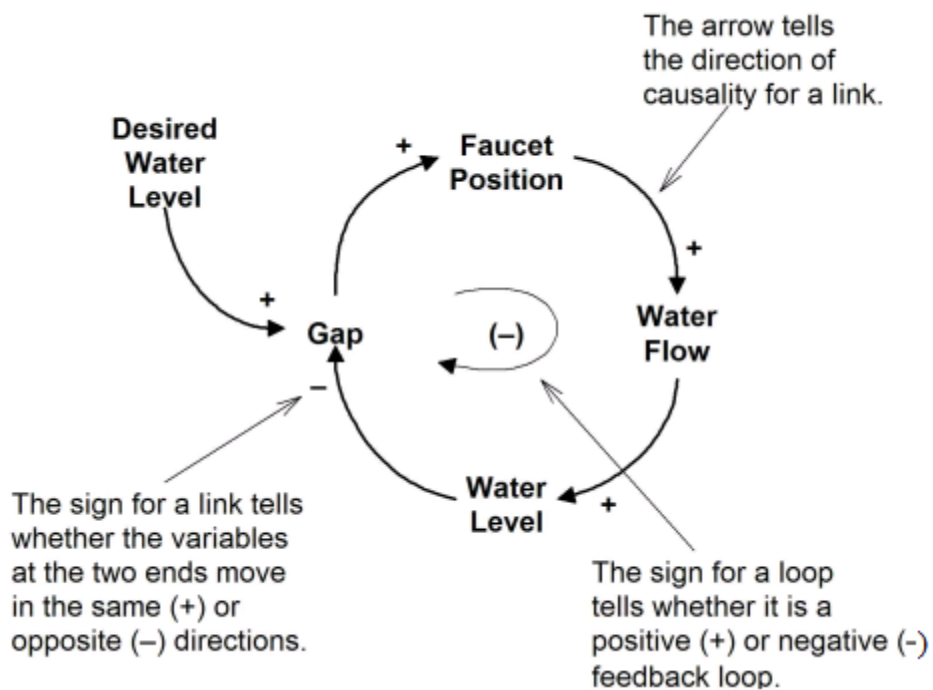 The arrow tells
the direction of
causality for a link.
Desired
Water
Level
+
Faucet
Position
+
+
Gap
(–)
Water
Flow
–
Water
Level
+
The sign for a link tells
whether the variables
at the two ends move
in the same (+) or
opposite (–) directions.
The sign for a loop
tells whether it is a
positive (+) or negative (-)
feedback loop.